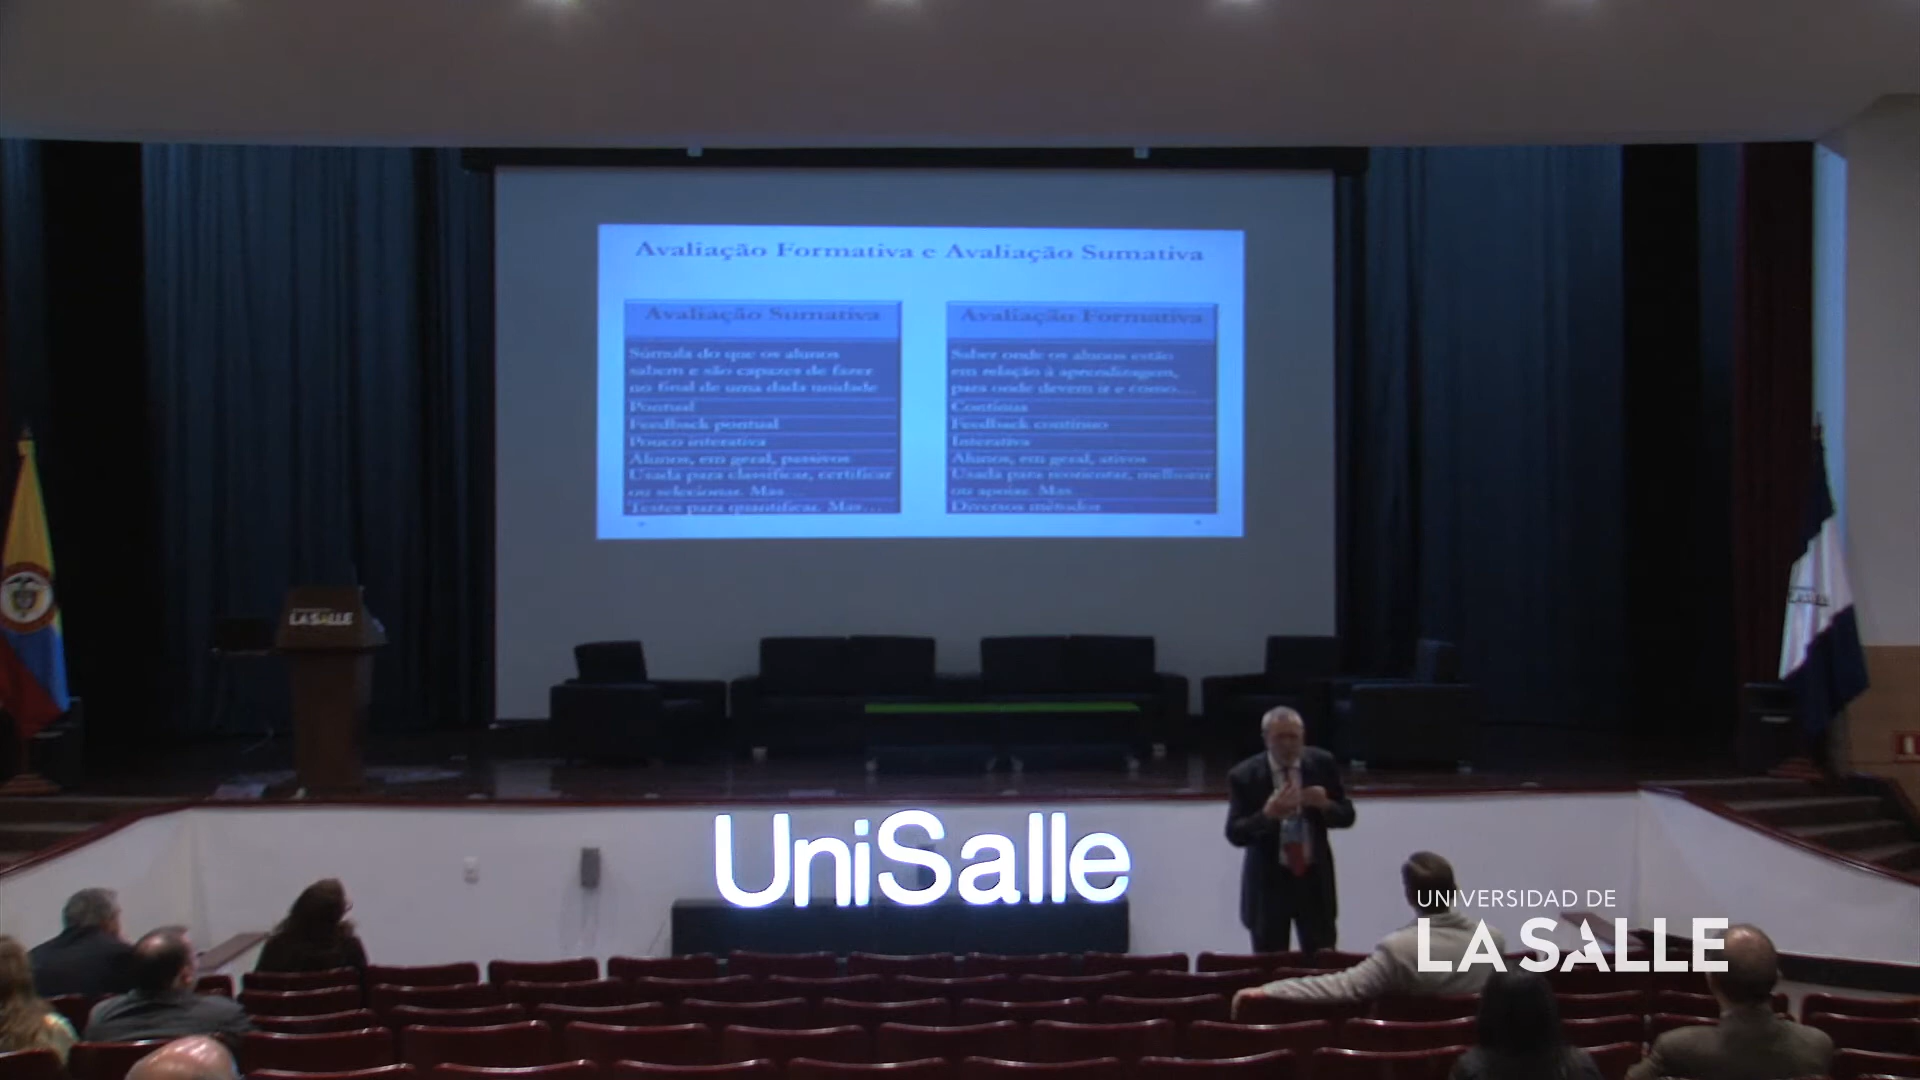 Avaliação Formativa e Avaliação Sumativa
Avaliação Sumativa
Súmula do que os alunos
sabem e são capazes de fazer
no final de uma dada unidade
Pontual
Feedback pontual
Pouco interativa
Alunos, em geral, passivos
Usada para classificar, certificar
ou selecionar. Mas...
Testes para quantificar. Mas...
Avaliação Formativa
Saber onde os alunos estão
em relação à aprendizagem,
para onde devem ir e como...
Contínua
Feedback contínuo
Interativa
Alunos, em geral, ativos
Usada para reorientar, melhorar
ou apoiar. Mas
Diversos métodos
LASALLE
UniSalle
UNIVERSIDAD DE
LASALLE